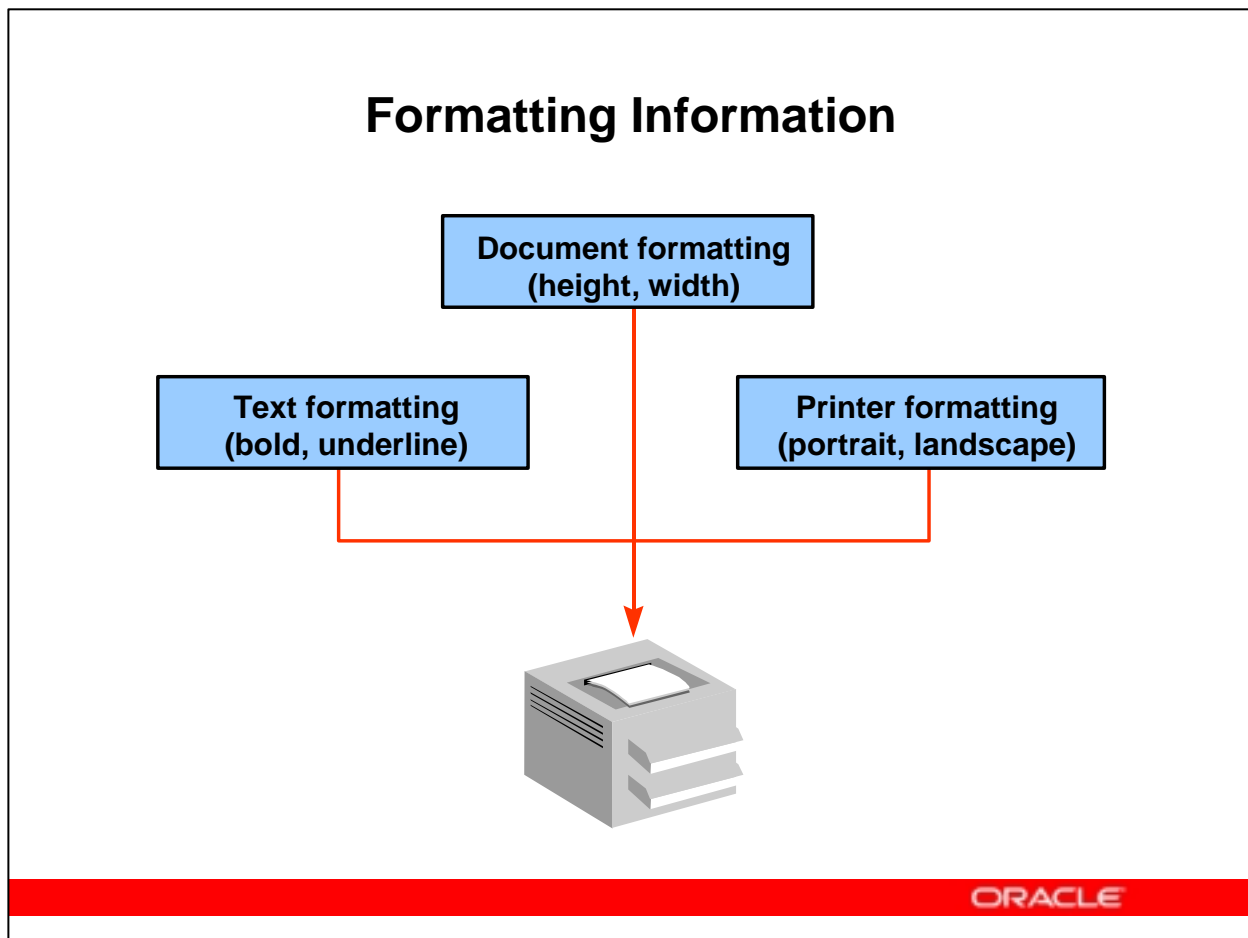 Formatting Information
Document formatting
(height, width)
Text formatting
(bold, underline)
Printer formatting
(portrait, landscape)
ORACLE